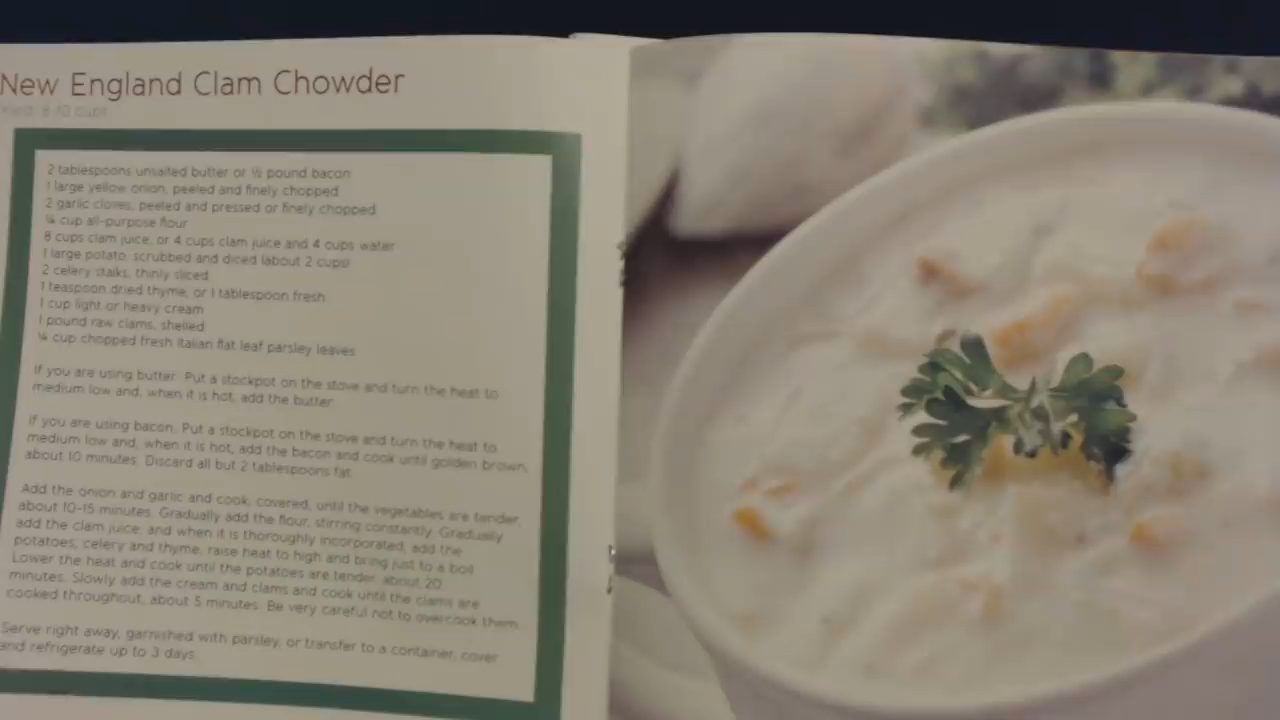 New England Clam Chowder
Yield: 8-10 cups
2 tablespoons unsalted butter or ½ pound bacon
1 large yellow onion, peeled and finely chopped
2 garlic cloves, peeled and pressed or finely chopped
¼ cup all-purpose flour
8 cups clam juice, or 4 cups clam juice and 4 cups water
1 large potato, scrubbed and diced (about 2 cups)
2 celery stalks, thinly sliced
1 teaspoon dried thyme, or 1 tablespoon fresh
1 cup light or heavy cream
1 pound raw clams, shelled
¼ cup chopped fresh Italian flat leaf parsley leaves
If you are using butter: Put a stockpot on the stove and turn the heat to
medium low and, when it is hot, add the butter.
If you are using bacon: Put a stockpot on the stove and turn the heat to
medium low and, when it is hot, add the bacon and cook until golden brown,
about 10 minutes. Discard all but 2 tablespoons fat.
Add the onion and garlic and cook, covered, until the vegetables are tender,
about 10-15 minutes. Gradually add the flour, stirring constantly. Gradually
add the clam juice, and when it is thoroughly incorporated, add the
potatoes, celery and thyme, raise heat to high and bring just to a boil.
Lower the heat and cook until the potatoes are tender, about 20
minutes. Slowly add the cream and clams and cook until the clams are
cooked throughout, about 5 minutes. Be very careful not to overcook them.
Serve right away, garnished with parsley, or transfer to a container, cover
and refrigerate up to 3 days.